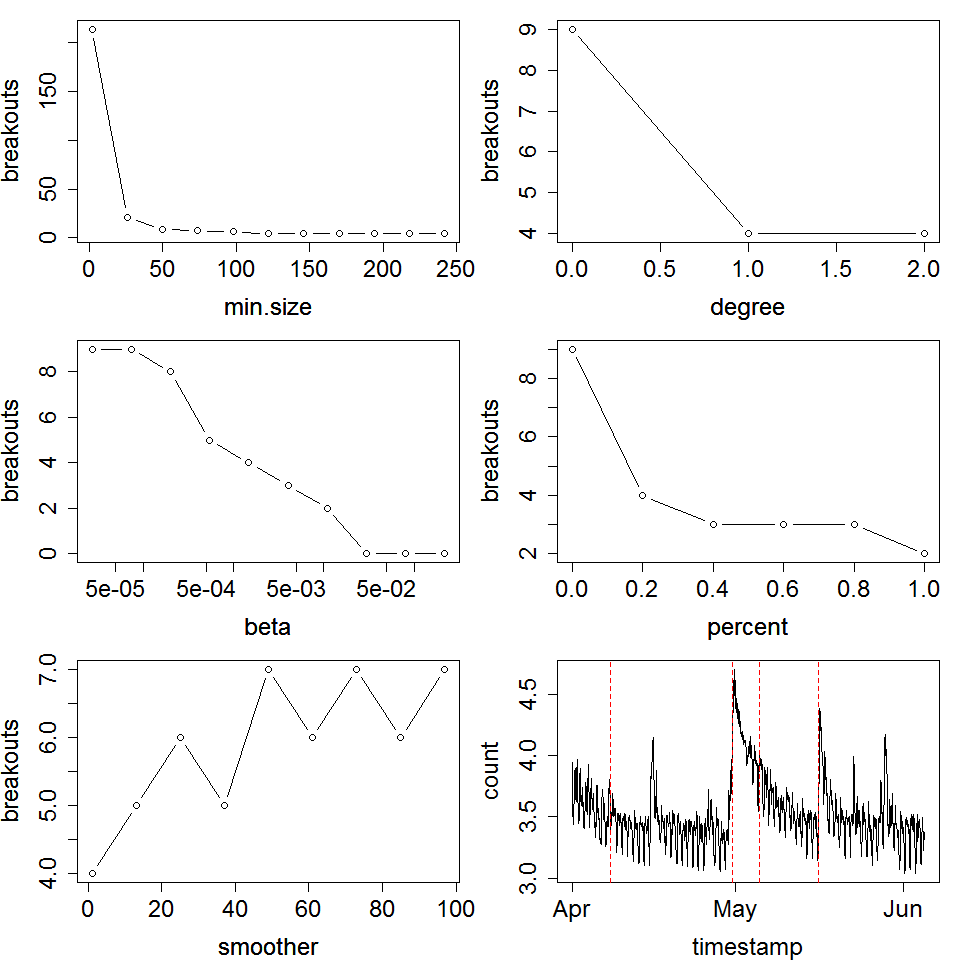 breakouts
150
50
0
0 50 100 150 200 250
min.size
breakouts
9
8
7
6
5
4
0.0 0.5 1.0 1.5 2.0
degree
breakouts
8
6
4
2
0
5e-05 5e-04 5e-03 5e-02
beta
breakouts
8
6
4
2
0.0 0.2 0.4 0.6 0.8 1.0
percent
breakouts
7.0
6.0
5.0
4.0
0 20 40 60 80 100
smoother
count
4.5
4.0
3.5
3.0
Apr May Jun
timestamp